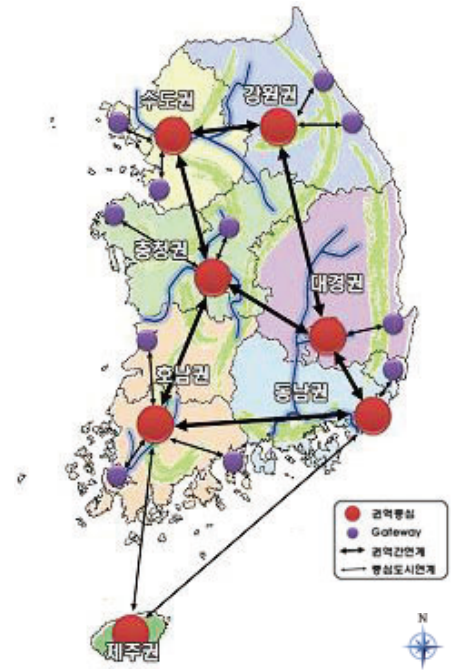 수도권
강원권
충청권
대경권
호남권
동남권
제주권
권역중심
Gateway
권역간연계
중심도시연계
N